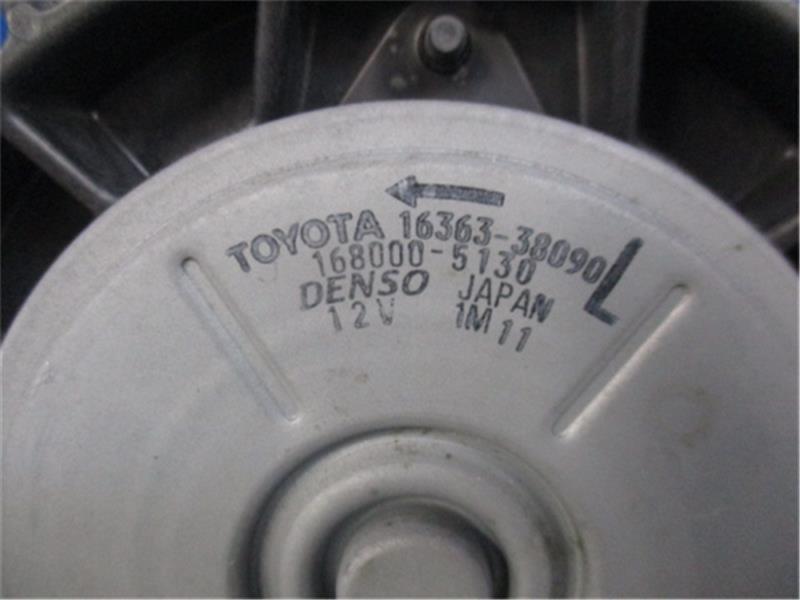 TOYOTA 16363-38090 L
168000-5130
DENSO JAPAN
12V 1M11